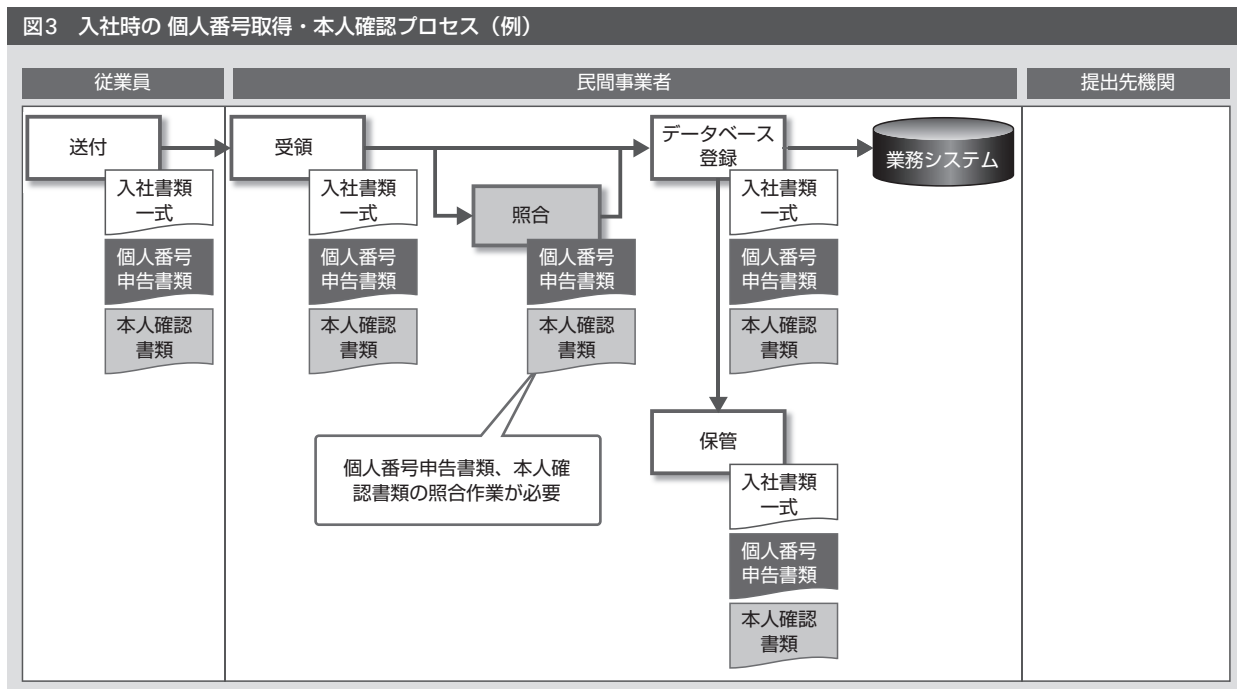 図3　入社時の 個人番号取得・本人確認プロセス（例）
従業員
民間事業者
提出先機関
送付
入社書類
一式
個人番号
申告書類
本人確認
書類
受領
入社書類
一式
個人番号
申告書類
本人確認
書類
照合
個人番号
申告書類
本人確認
書類
個人番号申告書類、本人確
認書類の照合作業が必要
データベース
登録
入社書類
一式
個人番号
申告書類
本人確認
書類
業務システム
保管
入社書類
一式
個人番号
申告書類
本人確認
書類